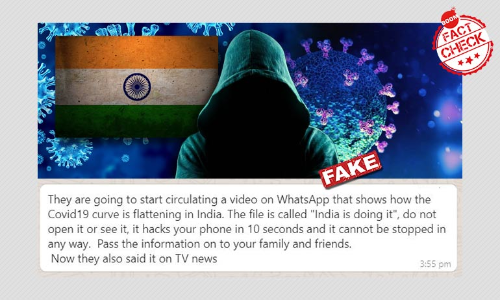 BOOM
FACT
CHECK
FAKE
They are going to start circulating a video on WhatsApp that shows how the
Covid19 curve is flattening in India. The file is called "India is doing it", do not
open it or see it, it hacks your phone in 10 seconds and it cannot be stopped in
any way.  Pass the information on to your family and friends.
Now they also said it on TV news
3:55 pm